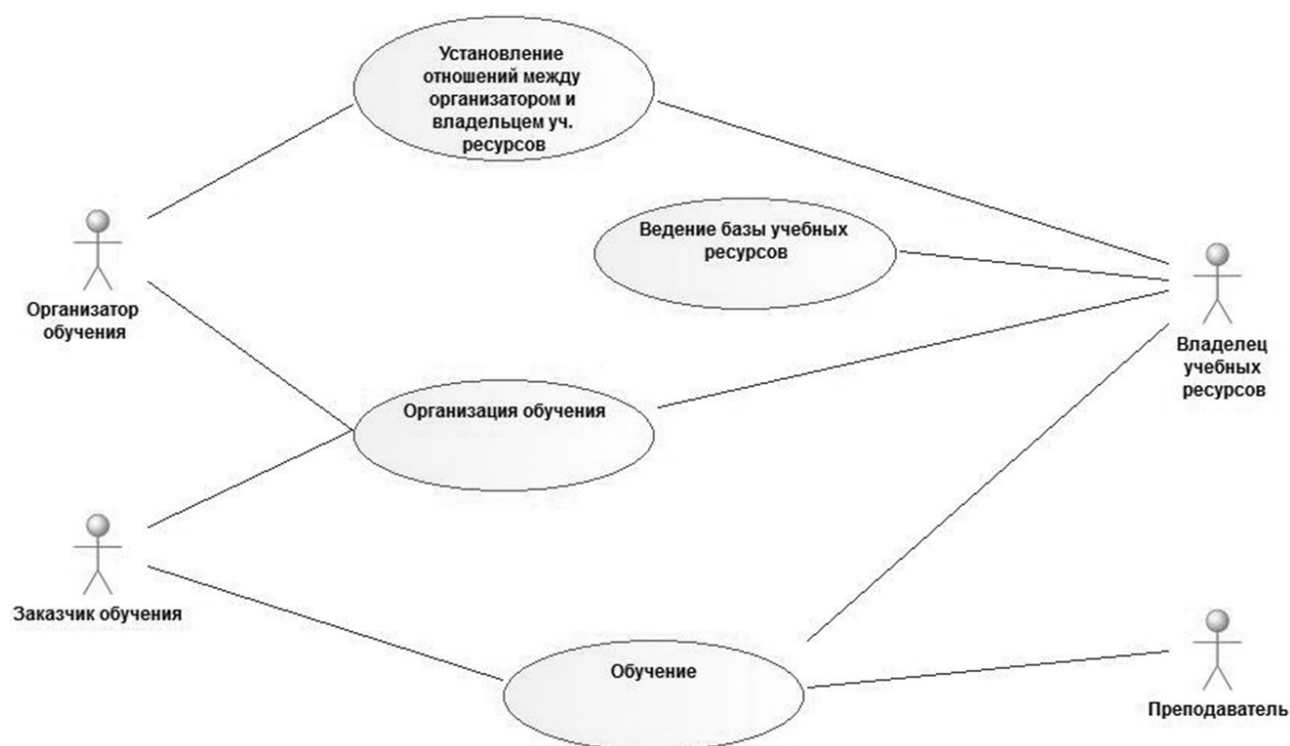 Установление
отношений между
организатором и
владельцем уч.
ресурсов
Ведение базы учебных
ресурсов
Организатор
обучения
Владелец
учебных
ресурсов
Организация обучения
Заказчик обучения
Обучение
Преподаватель